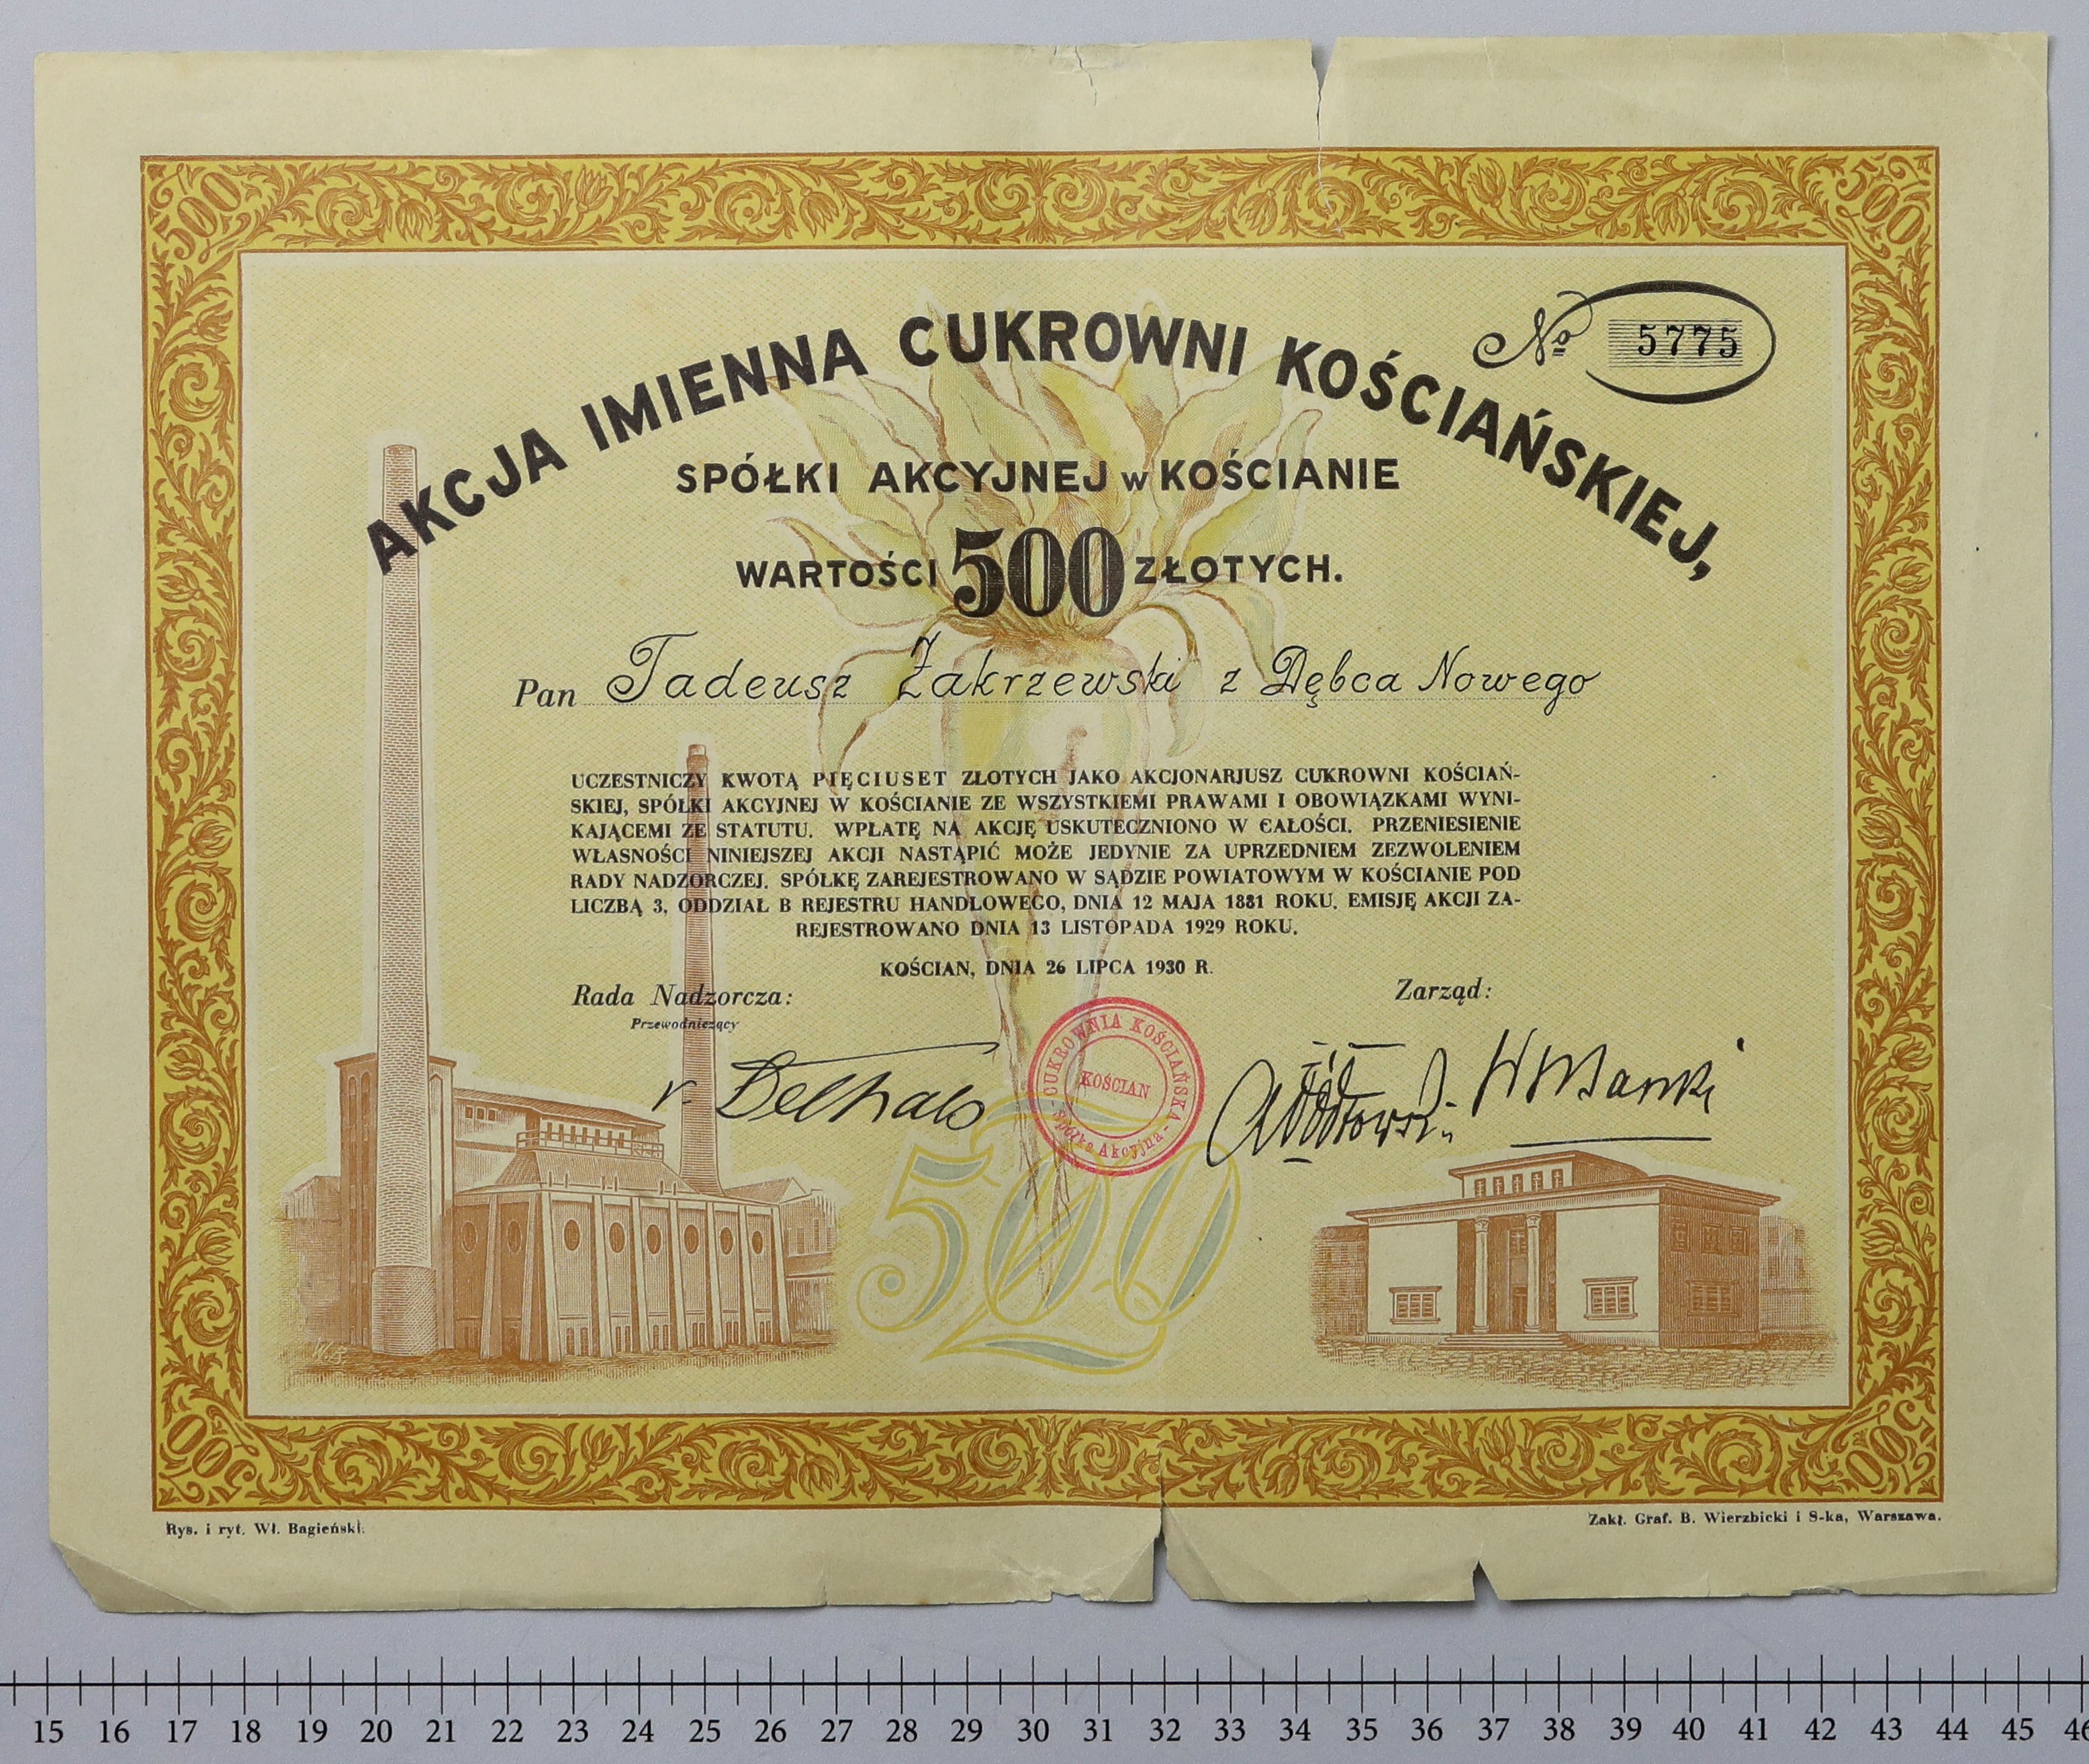 500 500
№ 5775
AKCJA IMIENNA CUKROWNI KOŚCIAŃSKIEJ,
SPÓŁKI AKCYJNEJ w KOŚCIANIE
WARTOŚCI 500 ZŁOTYCH.
Pan Tadeusz Zakrzewski z Dębca Nowego
UCZESTNICZY KWOTĄ PIĘCIUSET ZŁOTYCH JAKO AKCJONARJUSZ CUKROWNI KOŚCIAŃ-
SKIEJ, SPÓŁKI AKCYJNEJ W KOŚCIANIE ZE WSZYSTKIEMI PRAWAMI I OBOWIĄZKAMI WYNI-
KAJĄCEMI ZE STATUTU. WPŁATĘ NA AKCJĘ USKUTECZNIONO W CAŁOŚCI. PRZENIESIENIE
WŁASNOŚCI NINIEJSZEJ AKCJI NASTĄPIĆ MOŻE JEDYNIE ZA UPRZEDNIEM ZEZWOLENIEM
RADY NADZORCZEJ. SPÓŁKĘ ZAREJESTROWANO W SĄDZIE POWIATOWYM W KOŚCIANIE POD
LICZBĄ 3, ODDZIAŁ B REJESTRU HANDLOWEGO, DNIA 12 MAJA 1881 ROKU. EMISJĘ AKCJI ZA-
REJESTROWANO DNIA 13 LISTOPADA 1929 ROKU.
KOŚCIAN, DNIA 26 LIPCA 1930 R.
Rada Nadzorcza: Zarząd:
Przewodniczący
CUKROWNIA KOŚCIAŃSKA
KOŚCIAN
Spółka Akcyjna
500
500 500
Rys. i ryt. Wł. Bagieński. Zakł. Graf. B. Wierzbicki i S-ka, Warszawa.
15 16 17 18 19 20 21 22 23 24 25 26 27 28 29 30 31 32 33 34 35 36 37 38 39 40 41 42 43 44 45 46